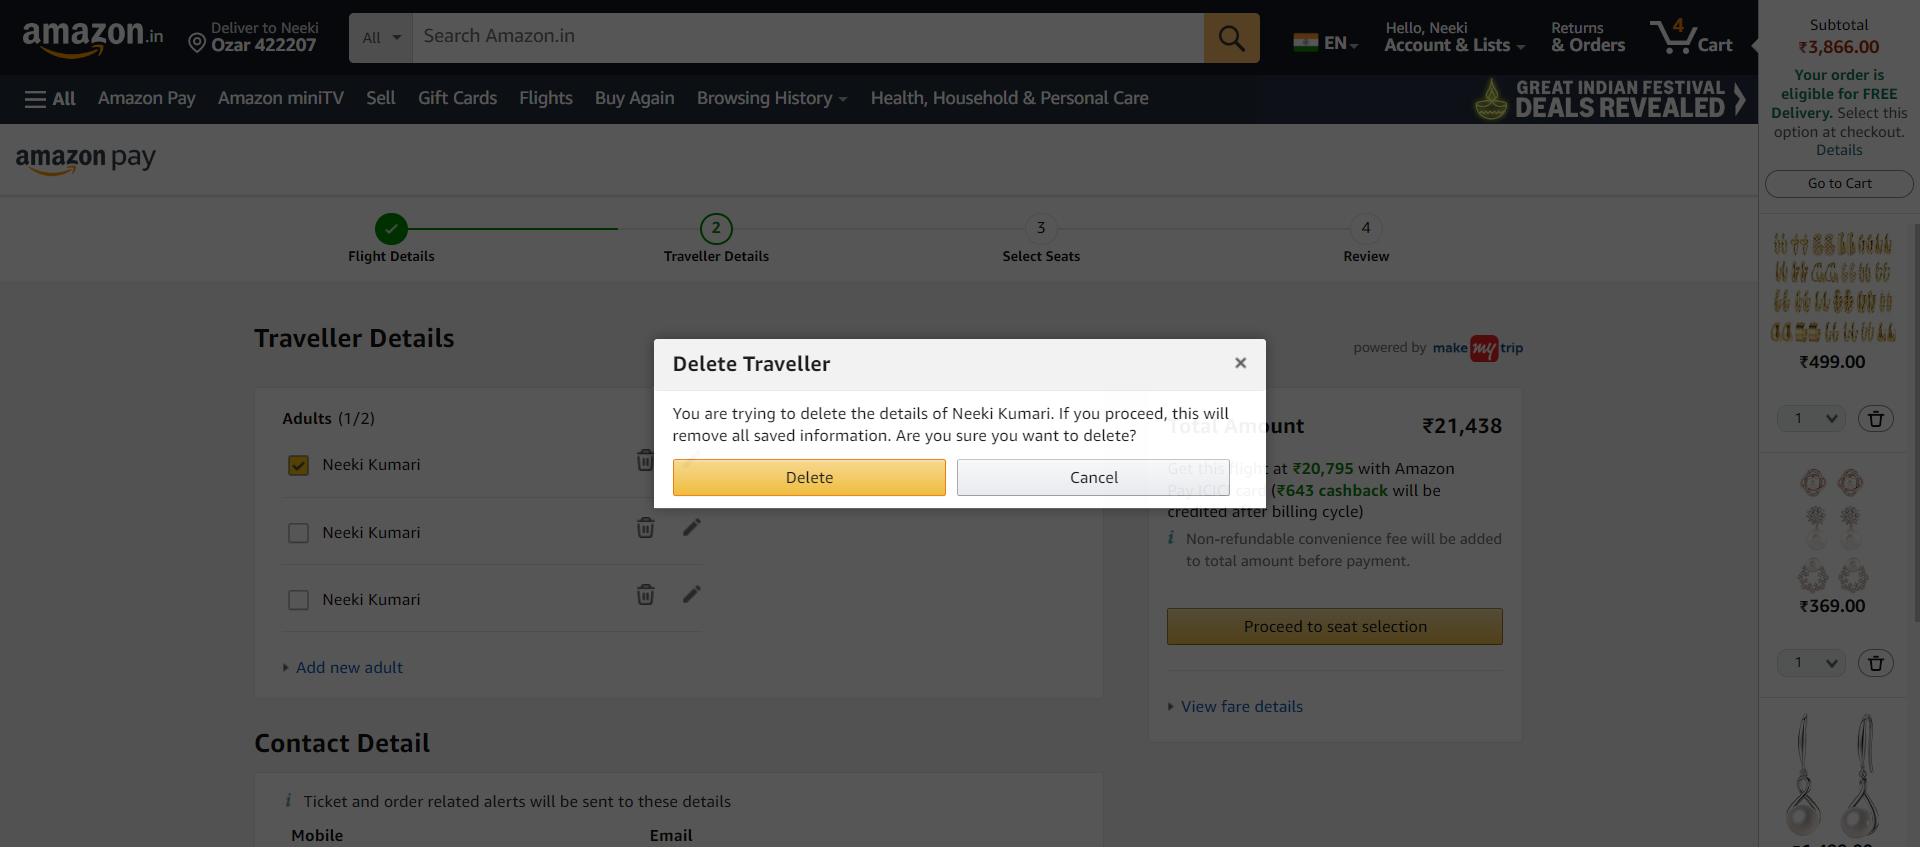 amazon.in
Deliver to Neeki
Ozar 422207
All
Search Amazon.in
EN
Hello, Neeki
Account & Lists
Returns
& Orders
4
Cart
All
Amazon Pay
Amazon miniTV
Sell
Gift Cards
Flights
Buy Again
Browsing History
Health, Household & Personal Care
GREAT INDIAN FESTIVAL
DEALS REVEALED
Subtotal
₹3,866.00
Your order is
eligible for FREE
Delivery. Select this
option at checkout.
Details
Go to Cart
₹499.00
1
₹369.00
1
amazon pay
2
3
4
Flight Details
Traveller Details
Select Seats
Review
Traveller Details
powered by make my trip
Adults (1/2)
Neeki Kumari
Neeki Kumari
Neeki Kumari
Add new adult
Delete Traveller
×
You are trying to delete the details of Neeki Kumari. If you proceed, this will
remove all saved information. Are you sure you want to delete?
Delete
Cancel
Total Amount
₹21,438
Get this flight at ₹20,795 with Amazon
Pay ICICI card (₹643 cashback will be
credited after billing cycle)
Non-refundable convenience fee will be added
to total amount before payment.
Proceed to seat selection
View fare details
Contact Detail
Ticket and order related alerts will be sent to these details
Mobile
Email